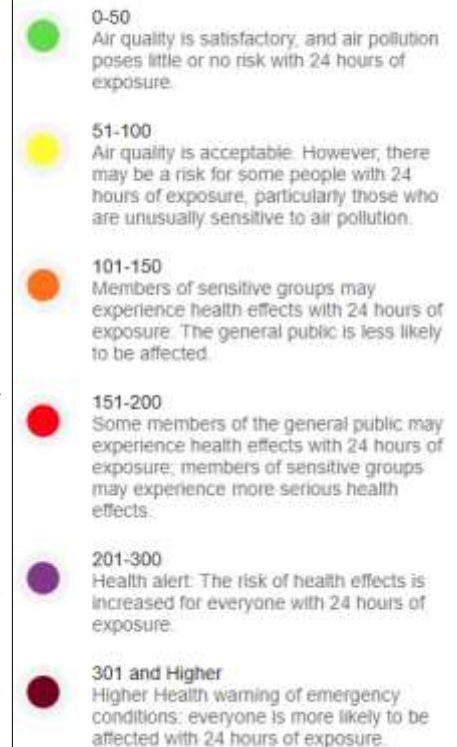 0-50
Air quality is satisfactory, and air pollution
poses little or no risk with 24 hours of
exposure.
51-100
Air quality is acceptable. However, there
may be a risk for some people with 24
hours of exposure, particularly those who
are unusually sensitive to air pollution.
101-150
Members of sensitive groups may
experience health effects with 24 hours of
exposure. The general public is less likely
to be affected.
151-200
Some members of the general public may
experience health effects with 24 hours of
exposure; members of sensitive groups
may experience more serious health
effects.
201-300
Health alert: The risk of health effects is
increased for everyone with 24 hours of
exposure.
301 and Higher
Higher Health warning of emergency
conditions: everyone is more likely to be
affected with 24 hours of exposure.